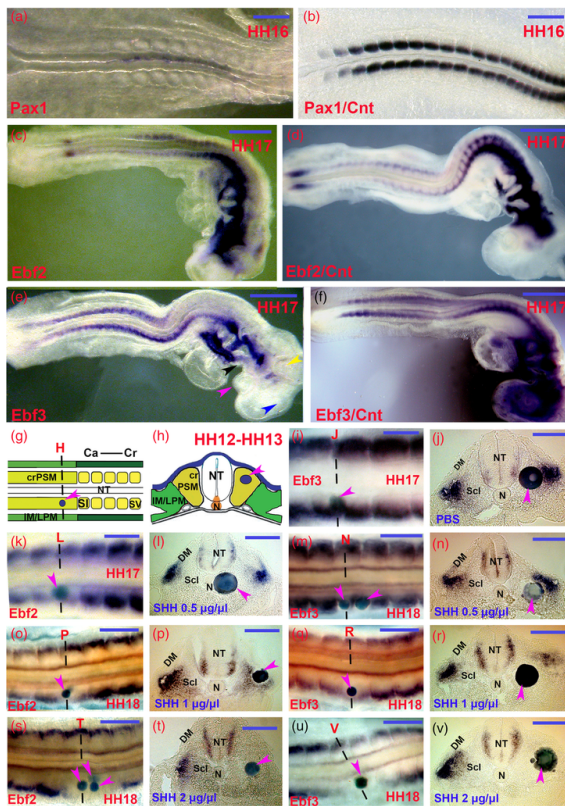 (a) HH16
Pax1
(b) HH16
Pax1/Cnt
(c) HH17
Ebf2
(d) HH17
Ebf2/Cnt
(e) HH17
Ebf3
(f) HH17
Ebf3/Cnt
(g) H Ca — Cr
crPSM
NT
SI SV
IM/LPM
(h) HH12-HH13
cr PSM NT
IM/LPM N
(i) J
Ebf3 HH17
(j) DM NT
Scl N
PBS
(k) L HH17
Ebf2
(l) DM NT
Scl N
SHH 0.5 µg/µl
(m) N
Ebf3 HH18
(n) DM NT
Scl N
SHH 0.5 µg/µl
(o) P
Ebf2 HH18
(p) DM NT
Scl N
SHH 1 µg/µl
(q) R
Ebf3 HH18
(r) DM NT
Scl N
SHH 1 µg/µl
(s) T
Ebf2 HH18
(t) DM NT
Scl N
SHH 2 µg/µl
(u) V
Ebf3 HH18
(v) DM NT
Scl N
SHH 2 µg/µl